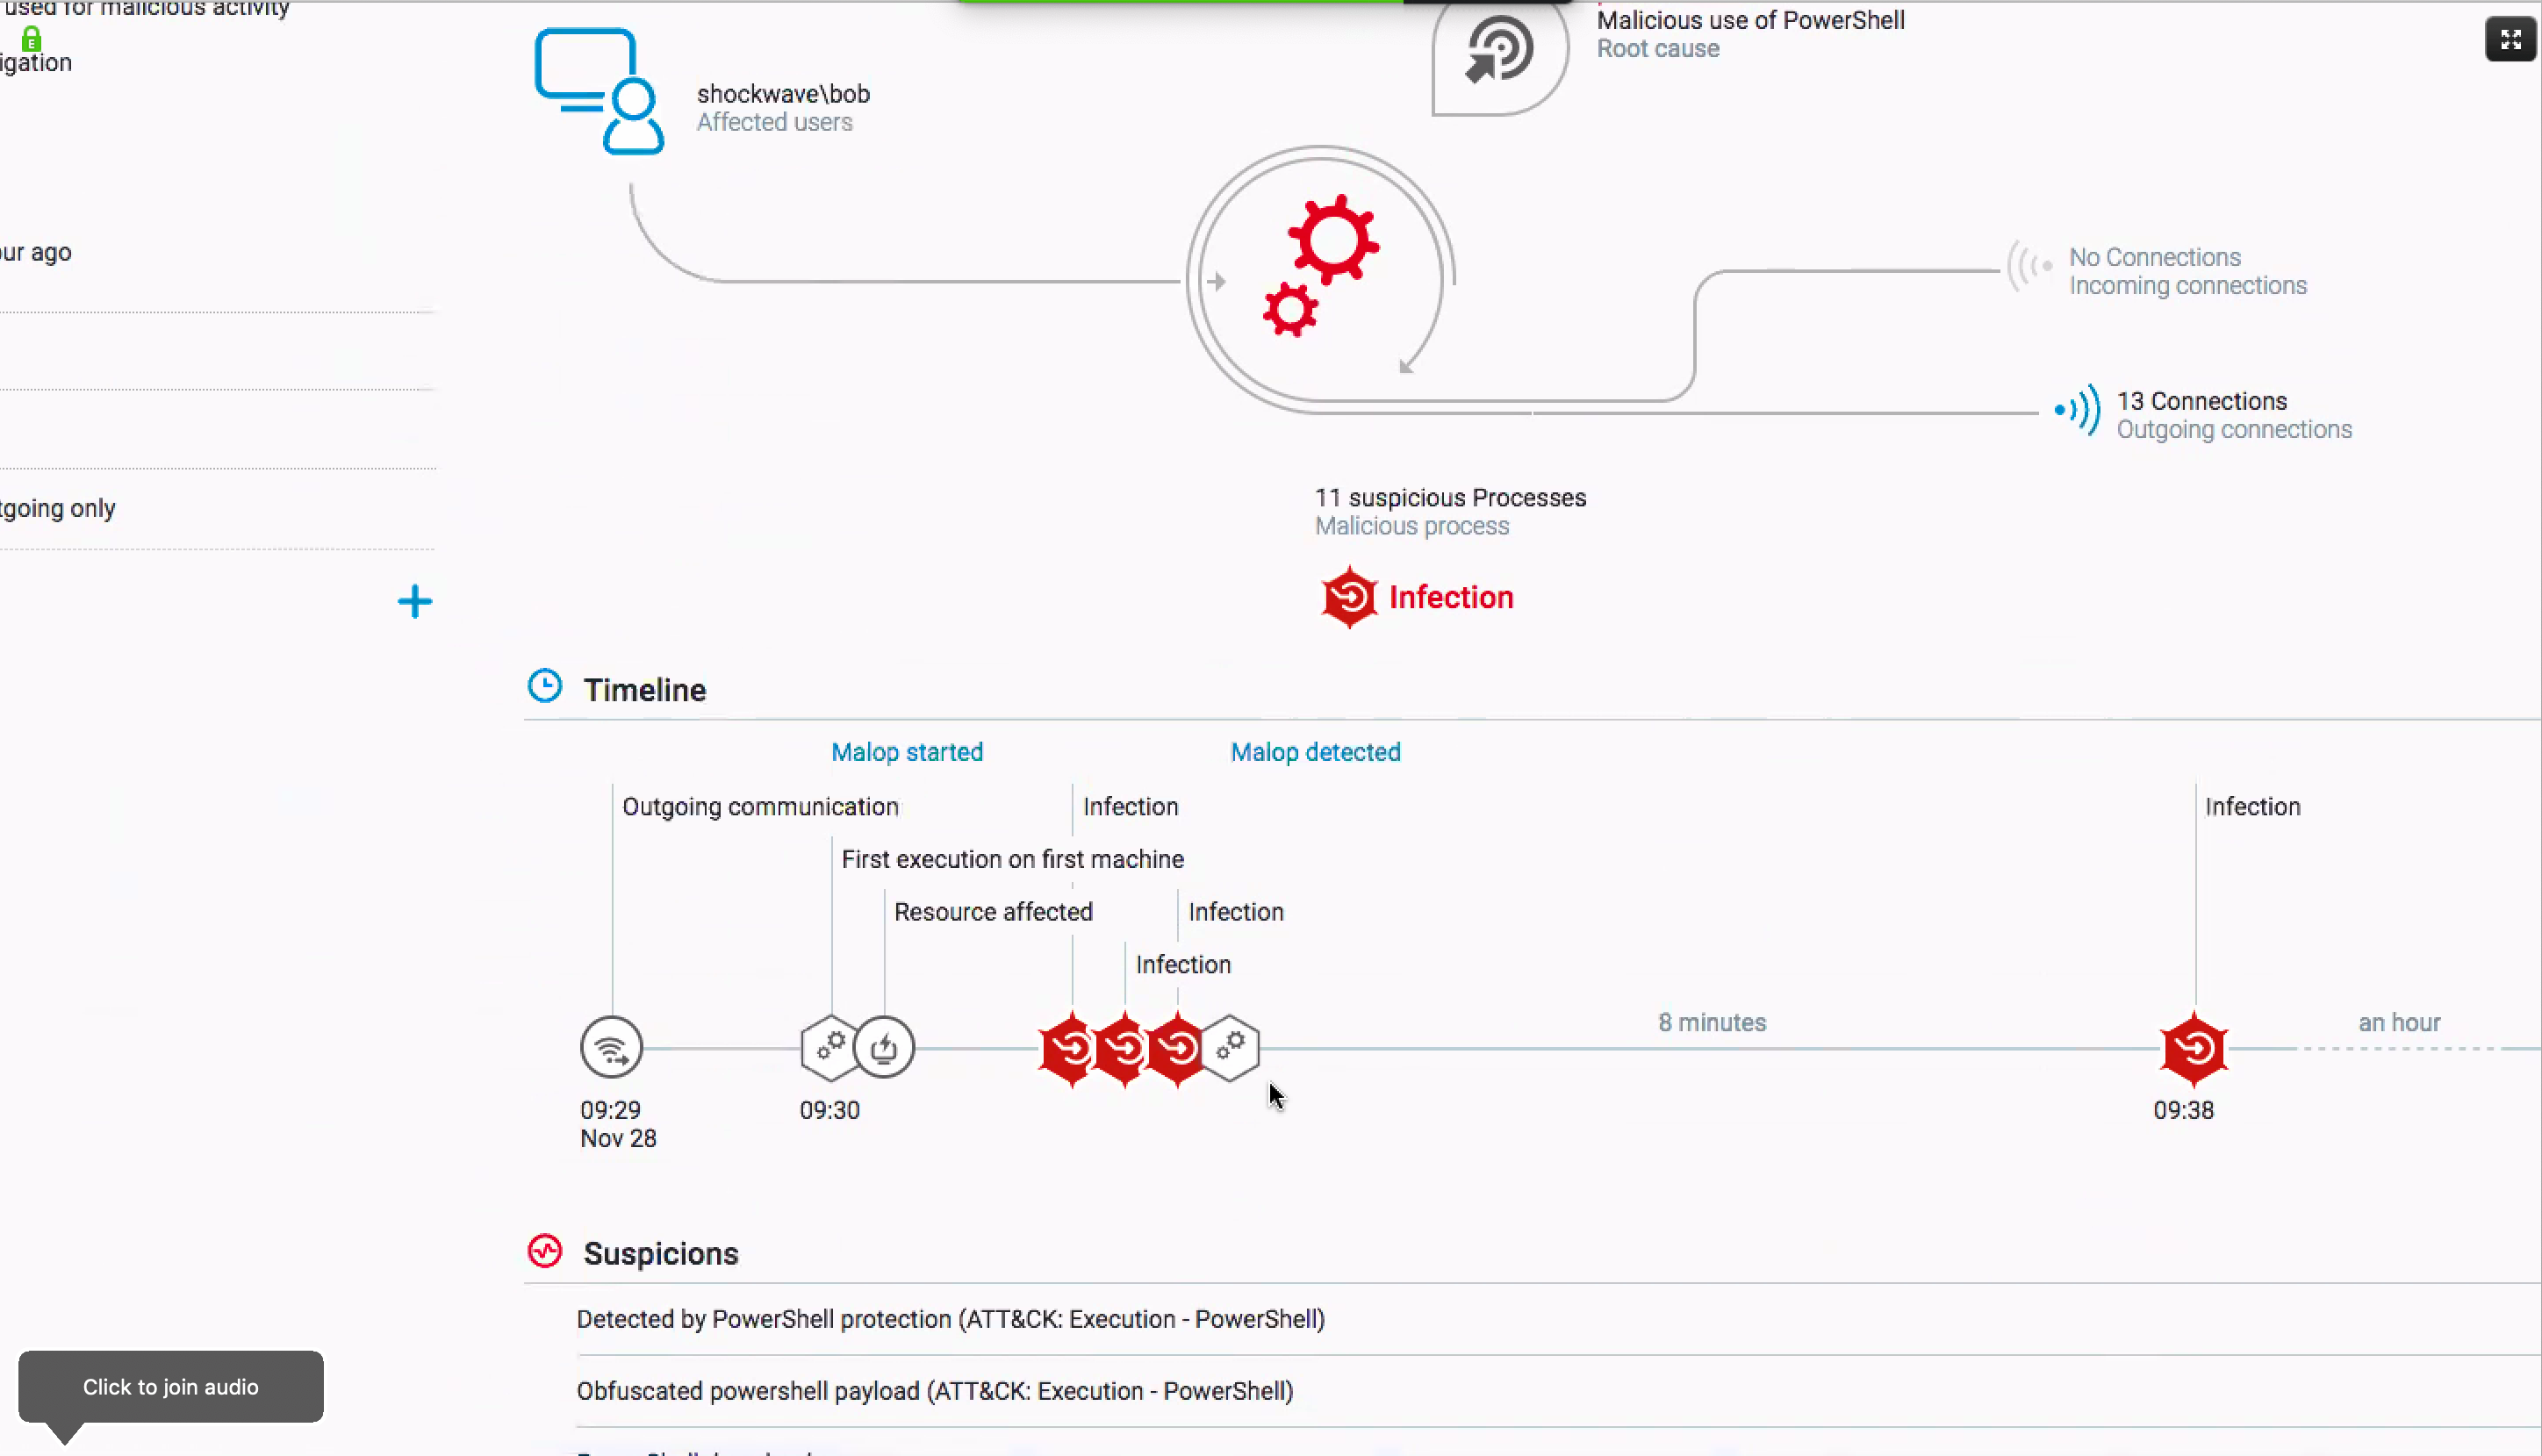 used for malicious activity
E
igation
our ago
tgoing only
shockwave\bob
Affected users
Malicious use of PowerShell
Root cause
No Connections
Incoming connections
13 Connections
Outgoing connections
11 suspicious Processes
Malicious process
Infection
Timeline
Malop started
Malop detected
Outgoing communication
Infection
Infection
First execution on first machine
Resource affected
Infection
Infection
8 minutes
an hour
09:29
Nov 28
09:30
09:38
Suspicions
Detected by PowerShell protection (ATT&CK: Execution - PowerShell)
Obfuscated powershell payload (ATT&CK: Execution - PowerShell)
Click to join audio